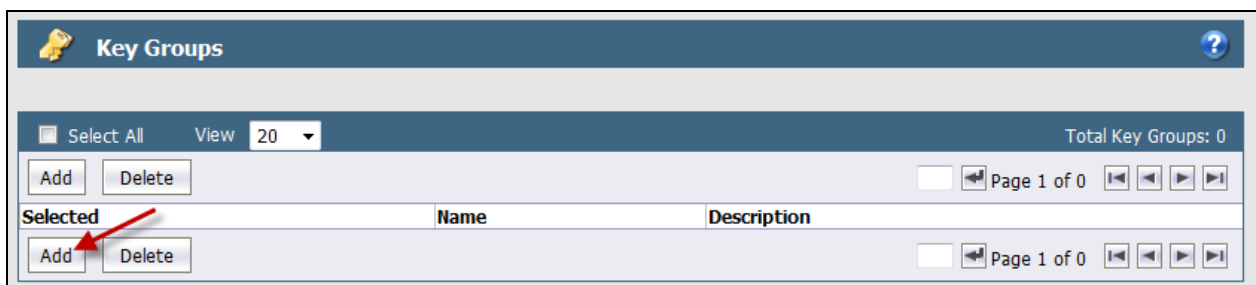 Key Groups ?
Select All View 20 Total Key Groups: 0
Add Delete Page 1 of 0
Selected Name Description
Add Delete Page 1 of 0